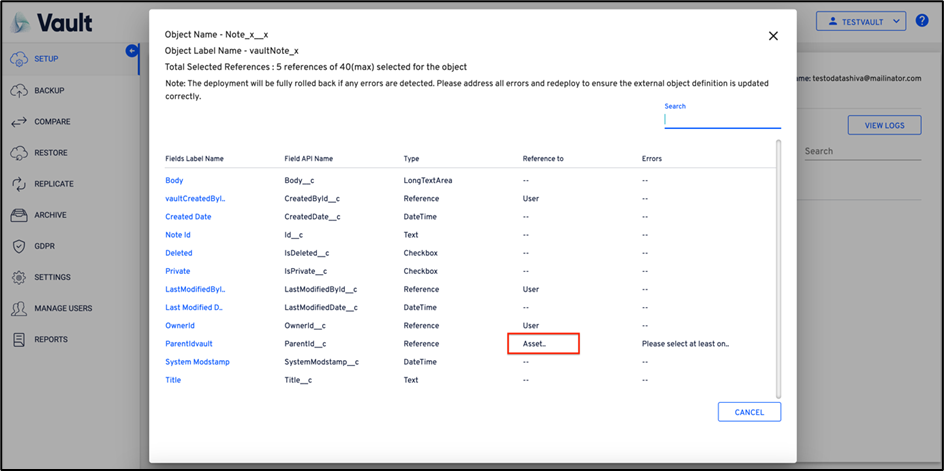 Vault
TESTVAULT
?
SETUP
BACKUP
COMPARE
RESTORE
REPLICATE
ARCHIVE
GDPR
SETTINGS
MANAGE USERS
REPORTS
ame: testodatashiva@mailinator.com
VIEW LOGS
Search
Object Name - Note_x__x
Object Label Name - vaultNote_x
Total Selected References : 5 references of 40(max) selected for the object
Note: The deployment will be fully rolled back if any errors are detected. Please address all errors and redeploy to ensure the external object definition is updated
correctly.
Search
Fields Label Name Field API Name Type Reference to Errors
Body Body__c LongTextArea -- --
vaultCreatedByI.. CreatedById__c Reference User --
Created Date CreatedDate__c DateTime -- --
Note Id Id__c Text -- --
Deleted IsDeleted__c Checkbox -- --
Private IsPrivate__c Checkbox -- --
LastModifiedByI.. LastModifiedById__c Reference User --
Last Modified D.. LastModifiedDate__c DateTime -- --
OwnerId OwnerId__c Reference User --
ParentIdvault ParentId__c Reference Asset.. Please select at least on..
System Modstamp SystemModstamp__c DateTime -- --
Title Title__c Text -- --
CANCEL